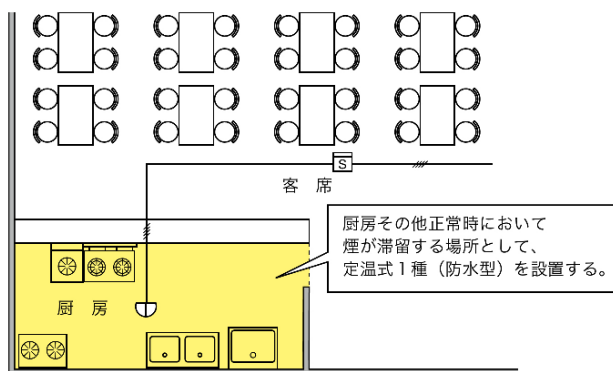 S
客 席
厨房その他正常時において
煙が滞留する場所として、
定温式1種（防水型）を設置する。
厨 房